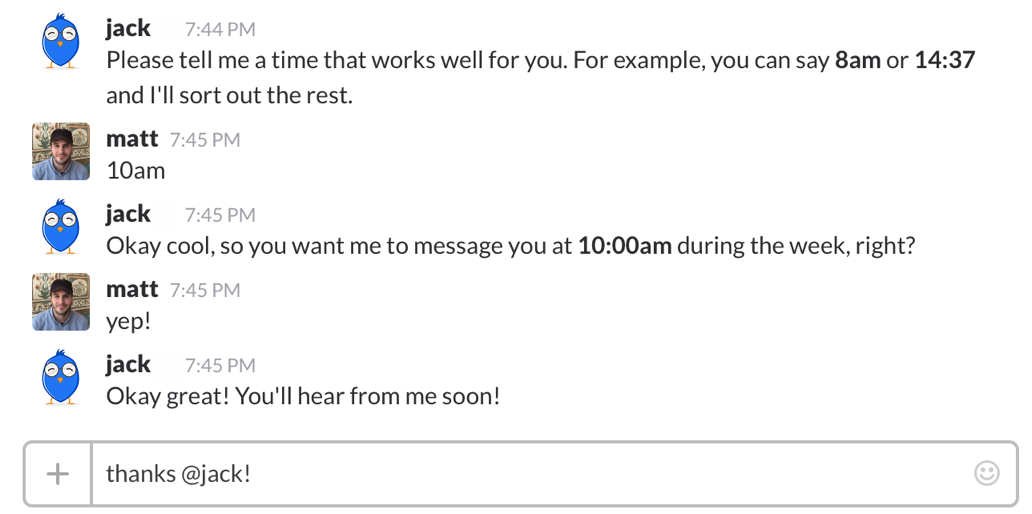 jack 7:44 PM
Please tell me a time that works well for you. For example, you can say 8am or 14:37
and I'll sort out the rest.
matt 7:45 PM
10am
jack 7:45 PM
Okay cool, so you want me to message you at 10:00am during the week, right?
matt 7:45 PM
yep!
jack 7:45 PM
Okay great! You'll hear from me soon!
thanks @jack!